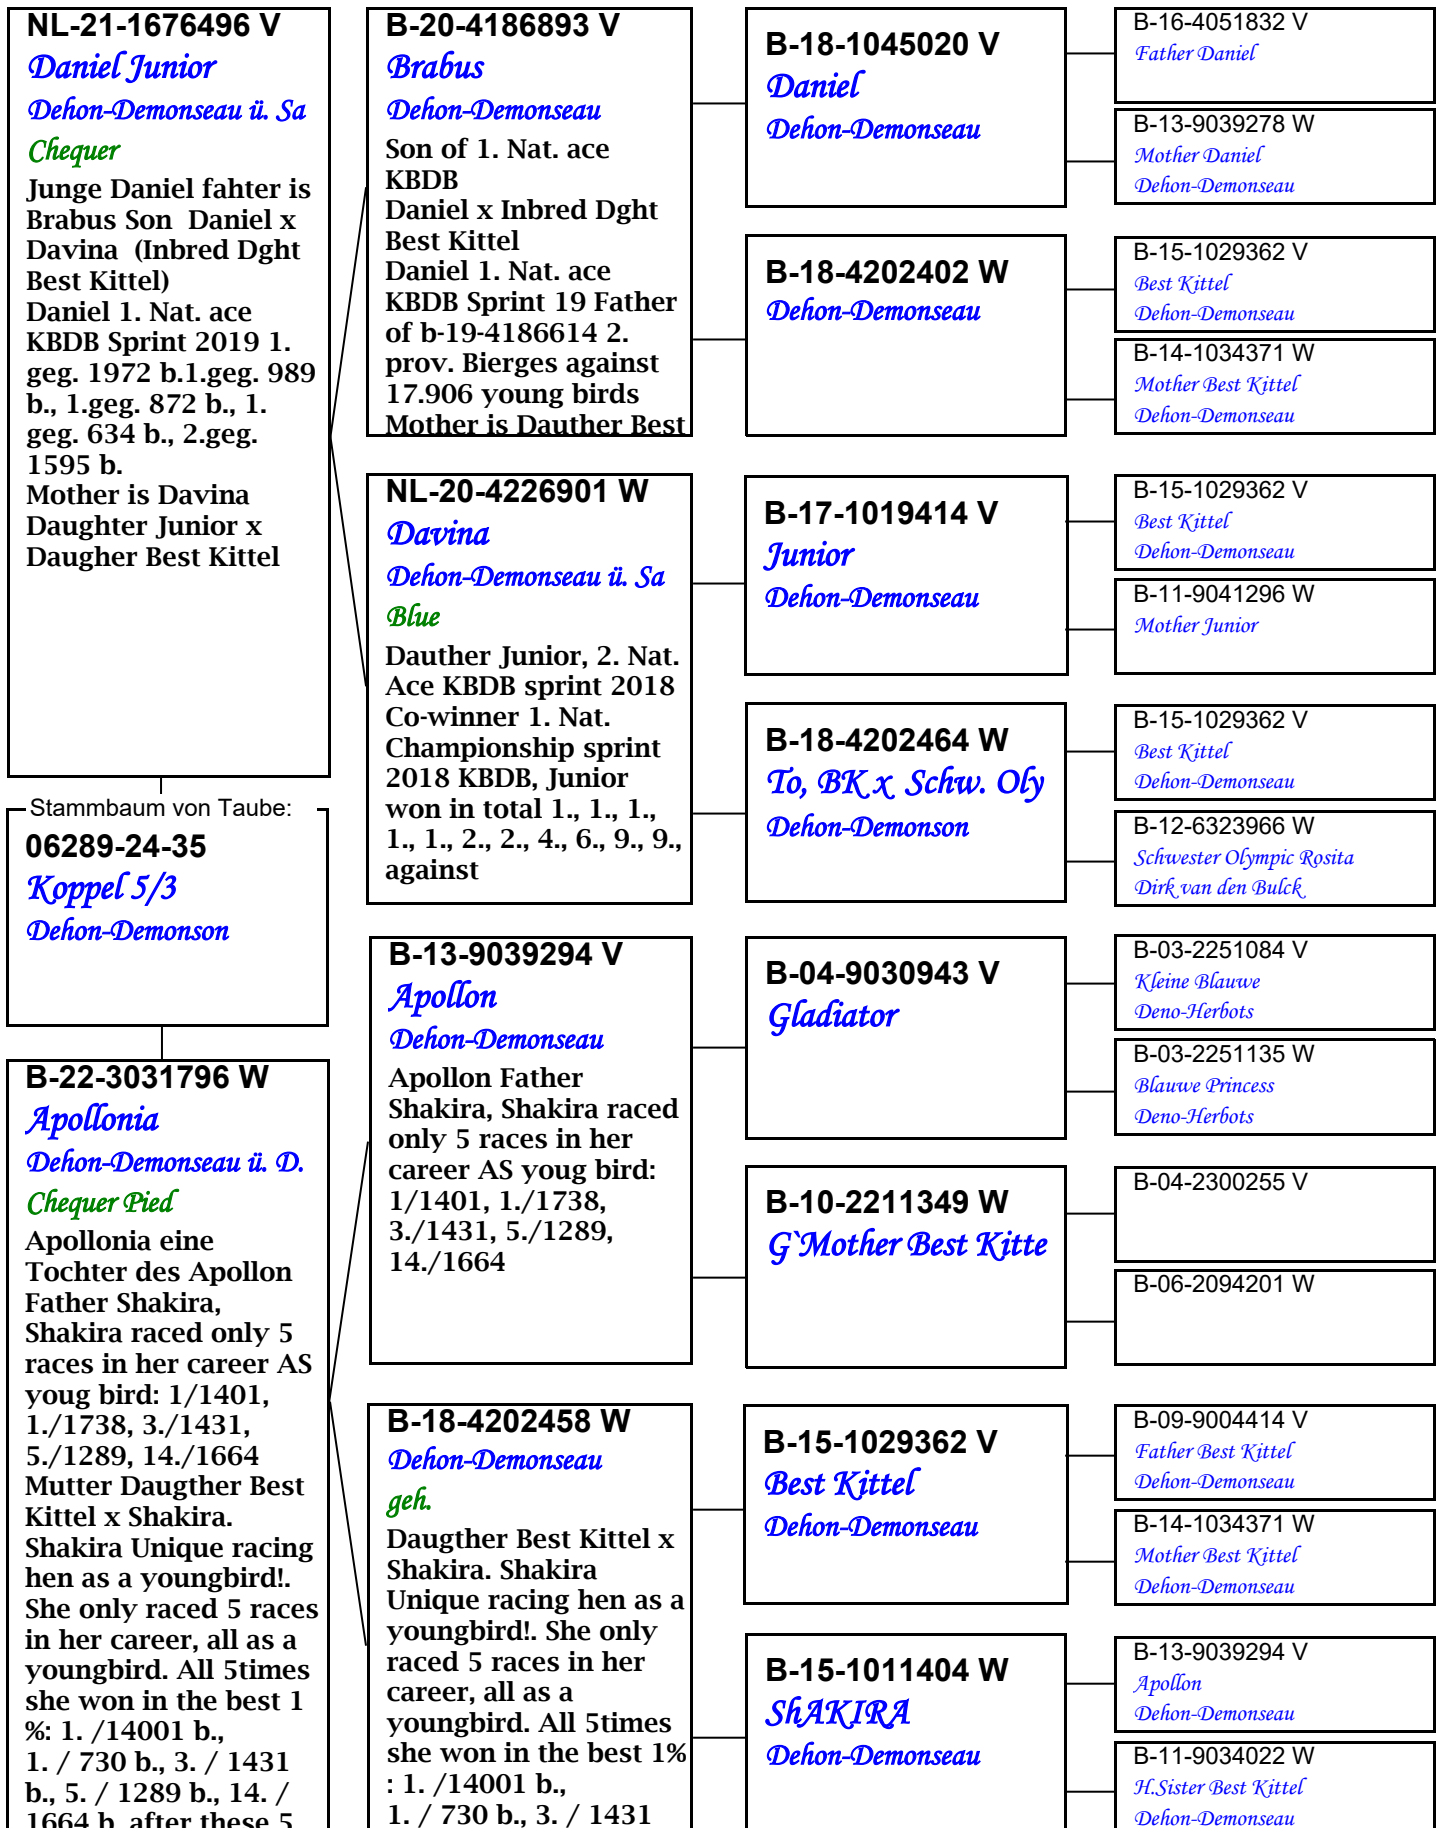 NL-21-1676496 V
Daniel Junior
Dehon-Demonseau ü. Sa
Chequer
Junge Daniel fahter is
Brabus Son Daniel x
Davina (Inbred Dght
Best Kittel)
Daniel 1. Nat. ace
KBDB Sprint 2019 1.
geg. 1972 b.1.geg. 989
b., 1.geg. 872 b., 1.
geg. 634 b., 2.geg.
1595 b.
Mother is Davina
Daughter Junior x
Daugher Best Kittel
Stammbaum von Taube:
06289-24-35
Koppel 5/3
Dehon-Demonson
B-22-3031796 W
Apollonia
Dehon-Demonseau ü. D.
Chequer Pied
Apollonia eine
Tochter des Apollon
Father Shakira,
Shakira raced only 5
races in her career AS
youg bird: 1/1401,
1./1738, 3./1431,
5./1289, 14./1664
Mutter Daugther Best
Kittel x Shakira.
Shakira Unique racing
hen as a youngbird!.
She only raced 5 races
in her career, all as a
youngbird. All 5times
she won in the best 1
%: 1. /14001 b.,
1. / 730 b., 3. / 1431
b., 5. / 1289 b., 14. /
1664 b. after these 5
B-20-4186893 V
Brabus
Dehon-Demonseau
Son of 1. Nat. ace
KBDB
Daniel x Inbred Dght
Best Kittel
Daniel 1. Nat. ace
KBDB Sprint 19 Father
of b-19-4186614 2.
prov. Bierges against
17.906 young birds
Mother is Dauther Best
NL-20-4226901 W
Davina
Dehon-Demonseau ü. Sa
Blue
Dauther Junior, 2. Nat.
Ace KBDB sprint 2018
Co-winner 1. Nat.
Championship sprint
2018 KBDB, Junior
won in total 1., 1., 1.,
1., 1., 2., 2., 4., 6., 9., 9.,
against
B-13-9039294 V
Apollon
Dehon-Demonseau
Apollon Father
Shakira, Shakira raced
only 5 races in her
career AS youg bird:
1/1401, 1./1738,
3./1431, 5./1289,
14./1664
B-18-4202458 W
Dehon-Demonseau
geh.
Daugther Best Kittel x
Shakira. Shakira
Unique racing hen as a
youngbird!. She only
raced 5 races in her
career, all as a
youngbird. All 5times
she won in the best 1%
: 1. /14001 b.,
1. / 730 b., 3. / 1431
B-18-1045020 V
Daniel
Dehon-Demonseau
B-18-4202402 W
Dehon-Demonseau
B-17-1019414 V
Junior
Dehon-Demonseau
B-18-4202464 W
To, BK x Schw. Oly
Dehon-Demonson
B-04-9030943 V
Gladiator
B-10-2211349 W
G`Mother Best Kitte
B-15-1029362 V
Best Kittel
Dehon-Demonseau
B-15-1011404 W
ShAKIRA
Dehon-Demonseau
B-16-4051832 V
Father Daniel
B-13-9039278 W
Mother Daniel
Dehon-Demonseau
B-15-1029362 V
Best Kittel
Dehon-Demonseau
B-14-1034371 W
Mother Best Kittel
Dehon-Demonseau
B-15-1029362 V
Best Kittel
Dehon-Demonseau
B-11-9041296 W
Mother Junior
B-15-1029362 V
Best Kittel
Dehon-Demonseau
B-12-6323966 W
Schwester Olympic Rosita
Dirk van den Bulck
B-03-2251084 V
Kleine Blauwe
Deno-Herbots
B-03-2251135 W
Blauwe Princess
Deno-Herbots
B-04-2300255 V
B-06-2094201 W
B-09-9004414 V
Father Best Kittel
Dehon-Demonseau
B-14-1034371 W
Mother Best Kittel
Dehon-Demonseau
B-13-9039294 V
Apollon
Dehon-Demonseau
B-11-9034022 W
H.Sister Best Kittel
Dehon-Demonseau